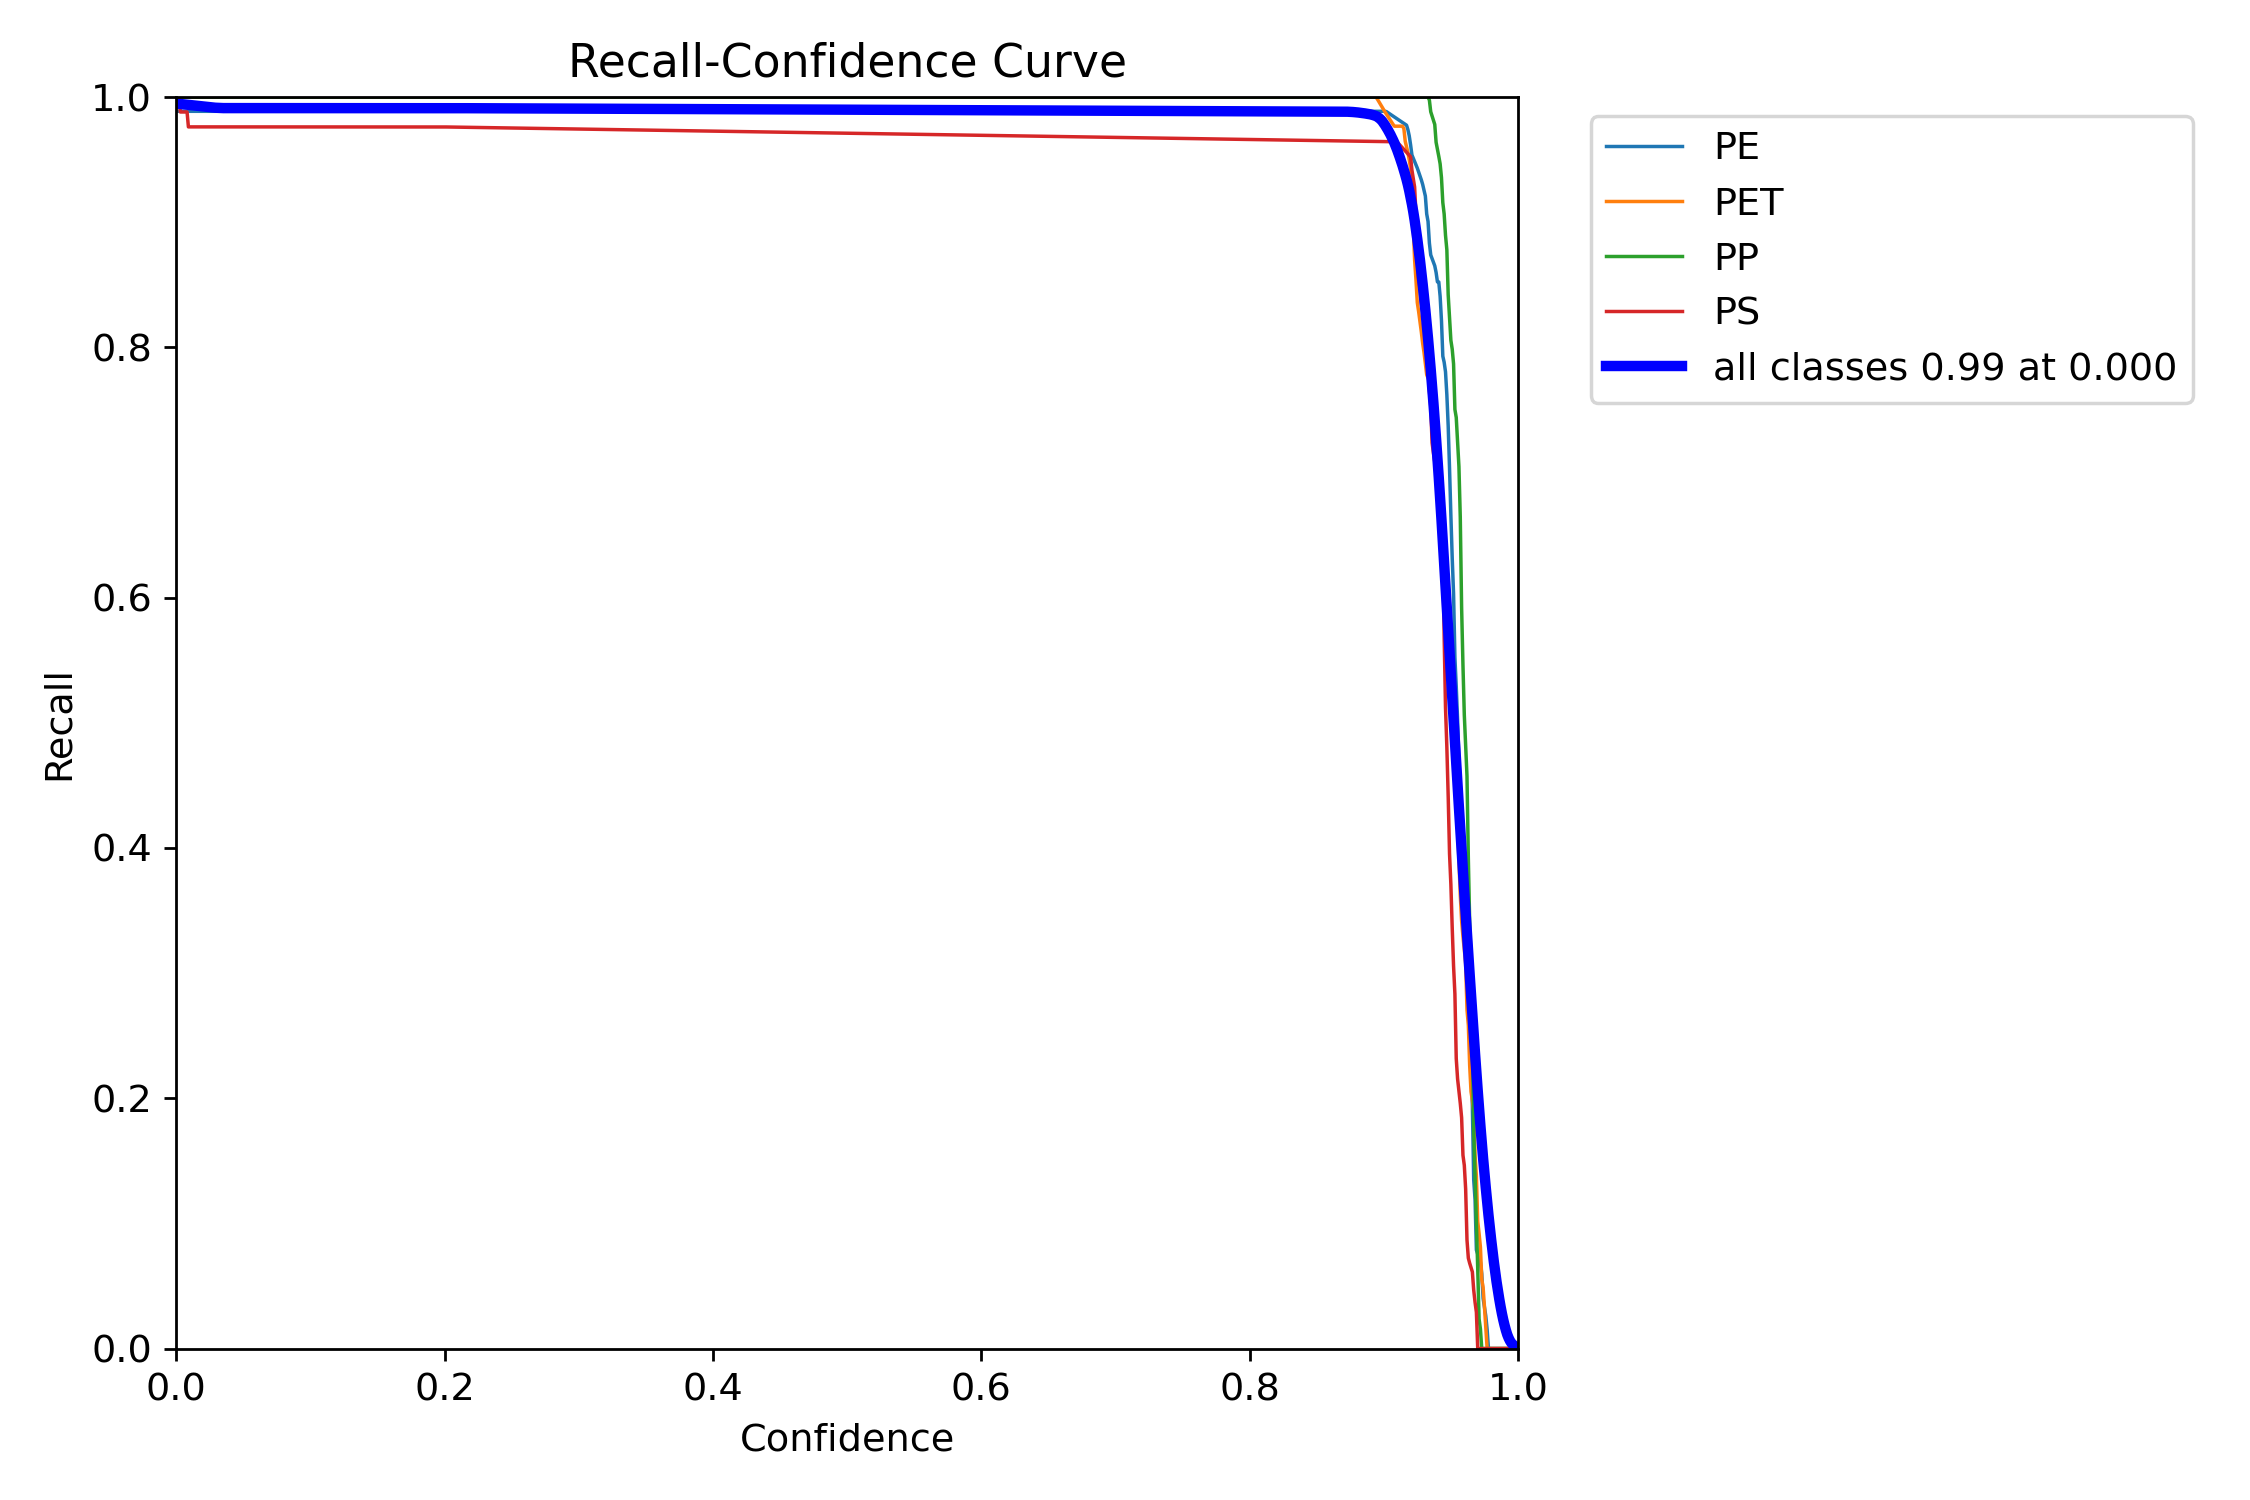 Recall-Confidence Curve
1.0
0.8
0.6
0.4
0.2
0.0
Recall
0.0 0.2 0.4 0.6 0.8 1.0
Confidence
PE
PET
PP
PS
all classes 0.99 at 0.000